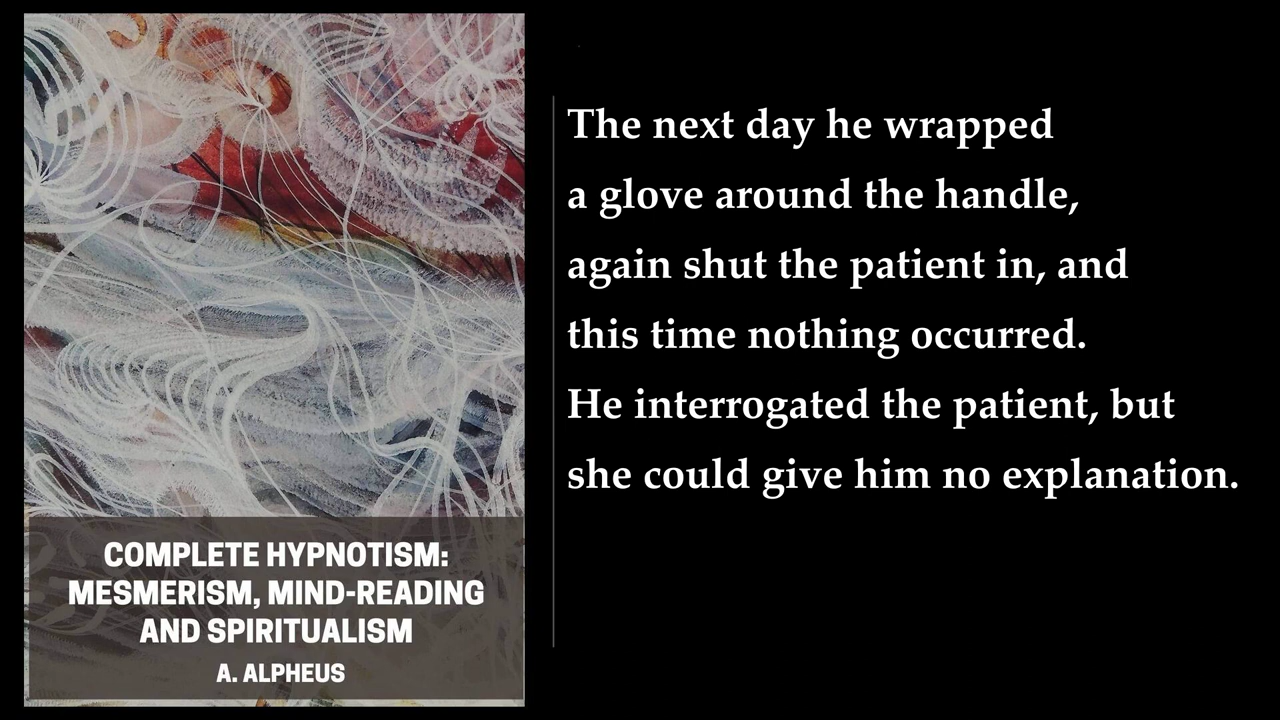 The next day he wrapped
a glove around the handle,
again shut the patient in, and
this time nothing occurred.
He interrogated the patient, but
she could give him no explanation.
COMPLETE HYPNOTISM:
MESMERISM, MIND-READING
AND SPIRITUALISM
A. ALPHEUS